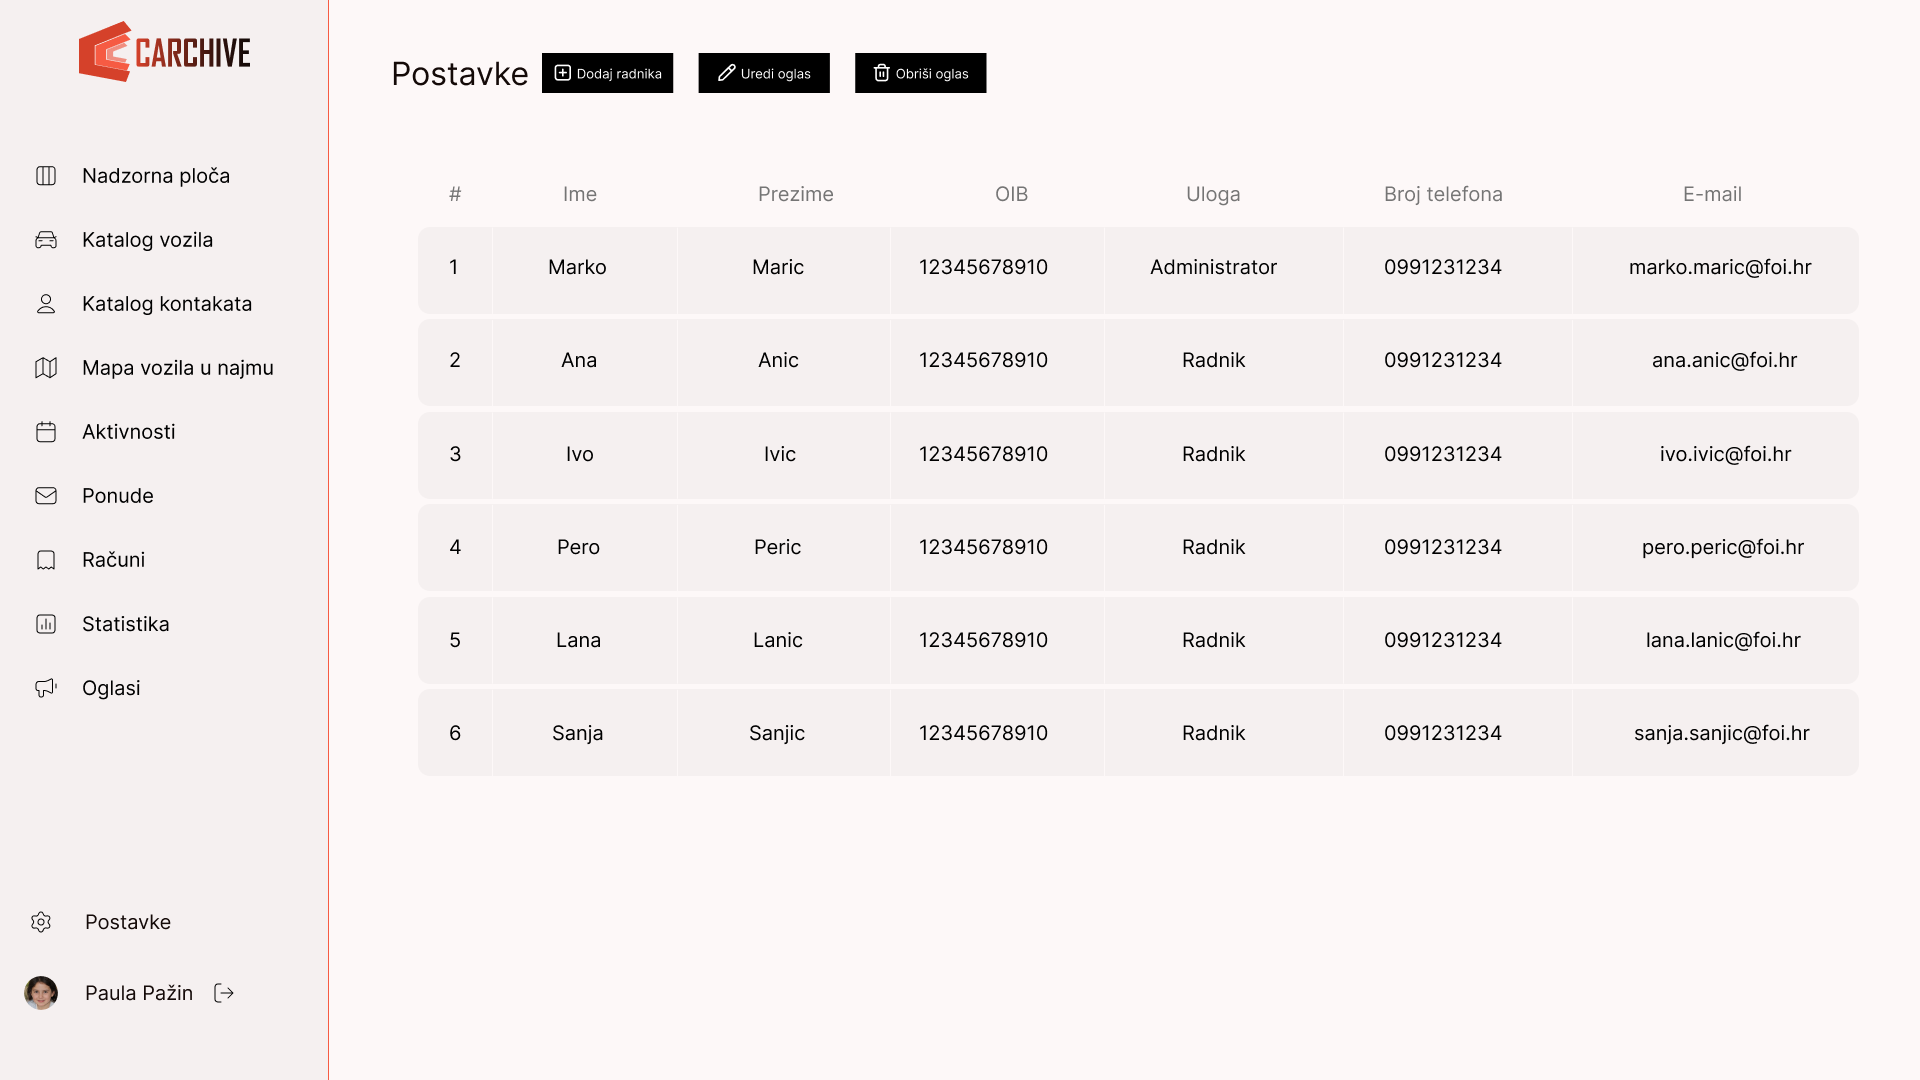 CARCHIVE
Nadzorna ploča
Katalog vozila
Katalog kontakata
Mapa vozila u najmu
Aktivnosti
Ponude
Računi
Statistika
Oglasi
Postavke
Paula Pažin
Postavke Dodaj radnika Uredi oglas Obriši oglas
# Ime Prezime OIB Uloga Broj telefona E-mail
1 Marko Maric 12345678910 Administrator 0991231234 marko.maric@foi.hr
2 Ana Anic 12345678910 Radnik 0991231234 ana.anic@foi.hr
3 Ivo Ivic 12345678910 Radnik 0991231234 ivo.ivic@foi.hr
4 Pero Peric 12345678910 Radnik 0991231234 pero.peric@foi.hr
5 Lana Lanic 12345678910 Radnik 0991231234 lana.lanic@foi.hr
6 Sanja Sanjic 12345678910 Radnik 0991231234 sanja.sanjic@foi.hr